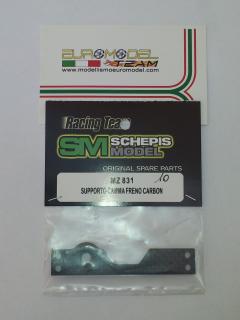 EUROMODEL
TEAM
www.modellismoeuromodel.com
Racing Team
SM SCHEPIS
MODEL
ORIGINAL SPARE PARTS
MZ 831
10
SUPPORTO CAMMA FRENO CARBON